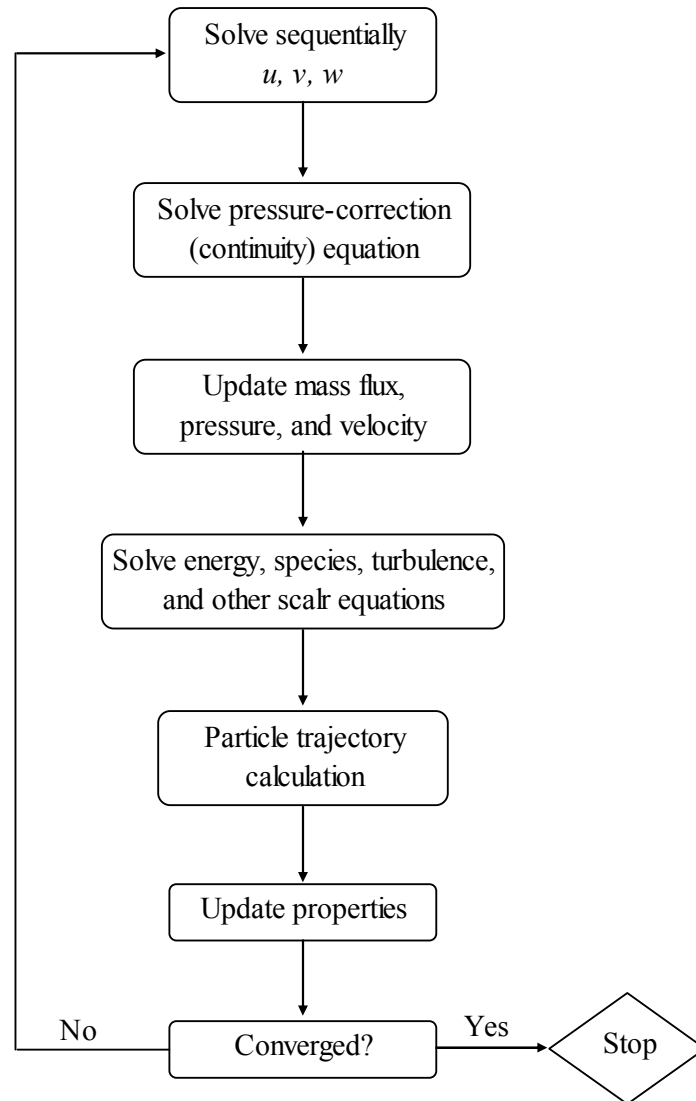 Solve sequentially
u, v, w
Solve pressure-correction
(continuity) equation
Update mass flux,
pressure, and velocity
Solve energy, species, turbulence,
and other scalr equations
Particle trajectory
calculation
Update properties
No
Converged?
Yes
Stop